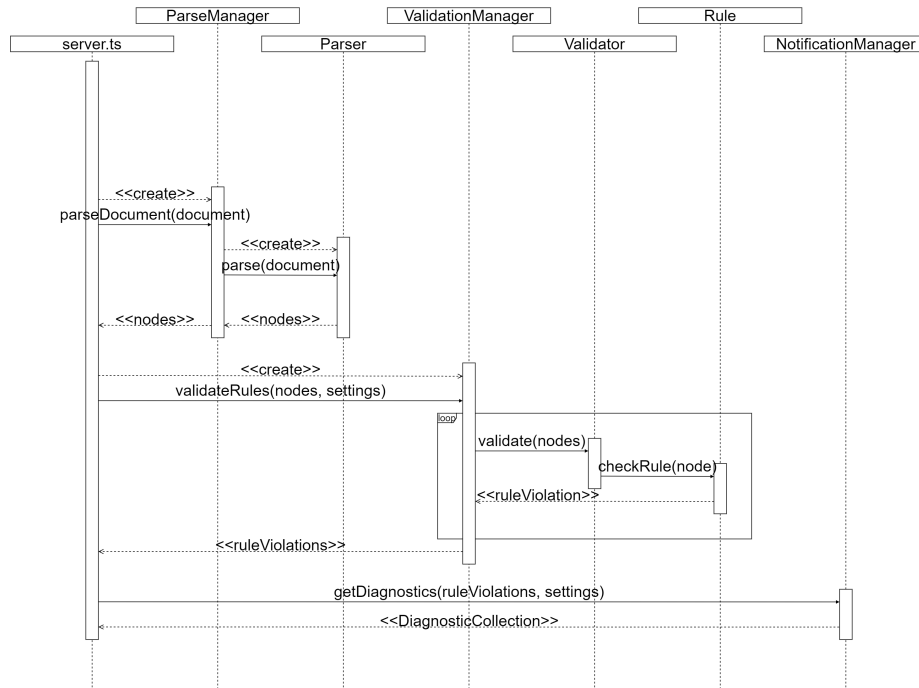 ParseManager
ValidationManager
Rule
server.ts
Parser
Validator
NotificationManager
<<create>>
parseDocument(document)
<<create>>
parse(document)
<<nodes>>
<<nodes>>
<<create>>
validateRules(nodes, settings)
loop
validate(nodes)
checkRule(node)
<<ruleViolation>>
<<ruleViolations>>
getDiagnostics(ruleViolations, settings)
<<DiagnosticCollection>>